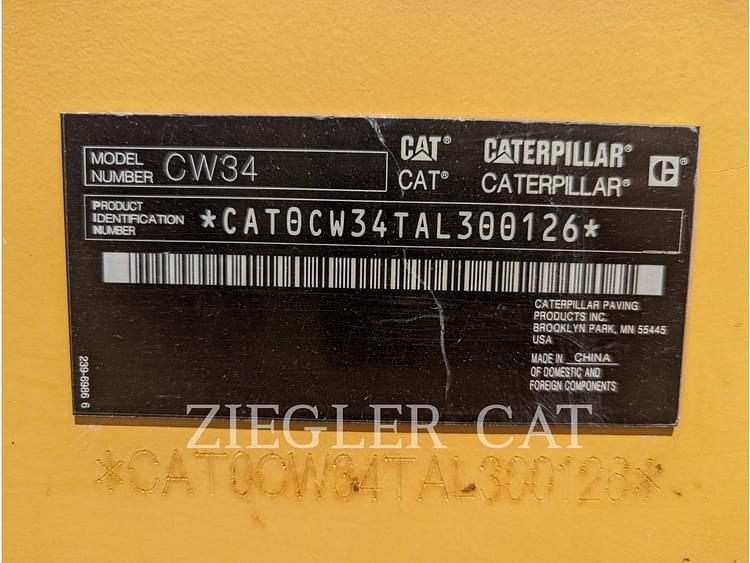 MODEL NUMBER CW34
CAT® CATERPILLAR®
CAT® CATERPILLAR® C®
PRODUCT
IDENTIFICATION
NUMBER
*CAT0CW34TAL300126*
CATERPILLAR PAVING
PRODUCTS INC.
BROOKLYN PARK, MN 55445
USA
MADE IN CHINA
OF DOMESTIC AND
FOREIGN COMPONENTS
239-6986 6
ZIEGLER CAT
*CAT0CW34TAL300126*